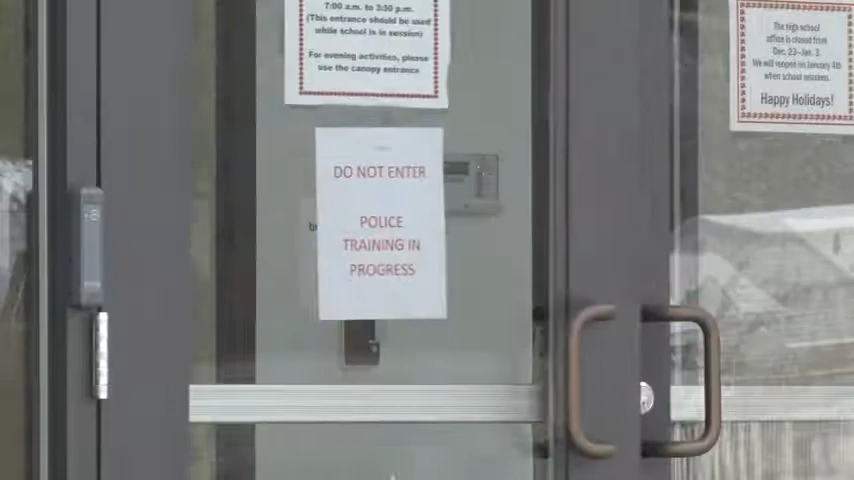 7:00 a.m. to 3:30 p.m.
(This entrance should be used
while school is in session)
For evening activities, please
use the canopy entrance.
DO NOT ENTER
POLICE
TRAINING IN
PROGRESS
The high school
office is closed from
Dec. 23-Jan. 3.
We will reopen on January 4th
when school resumes.
Happy Holidays!